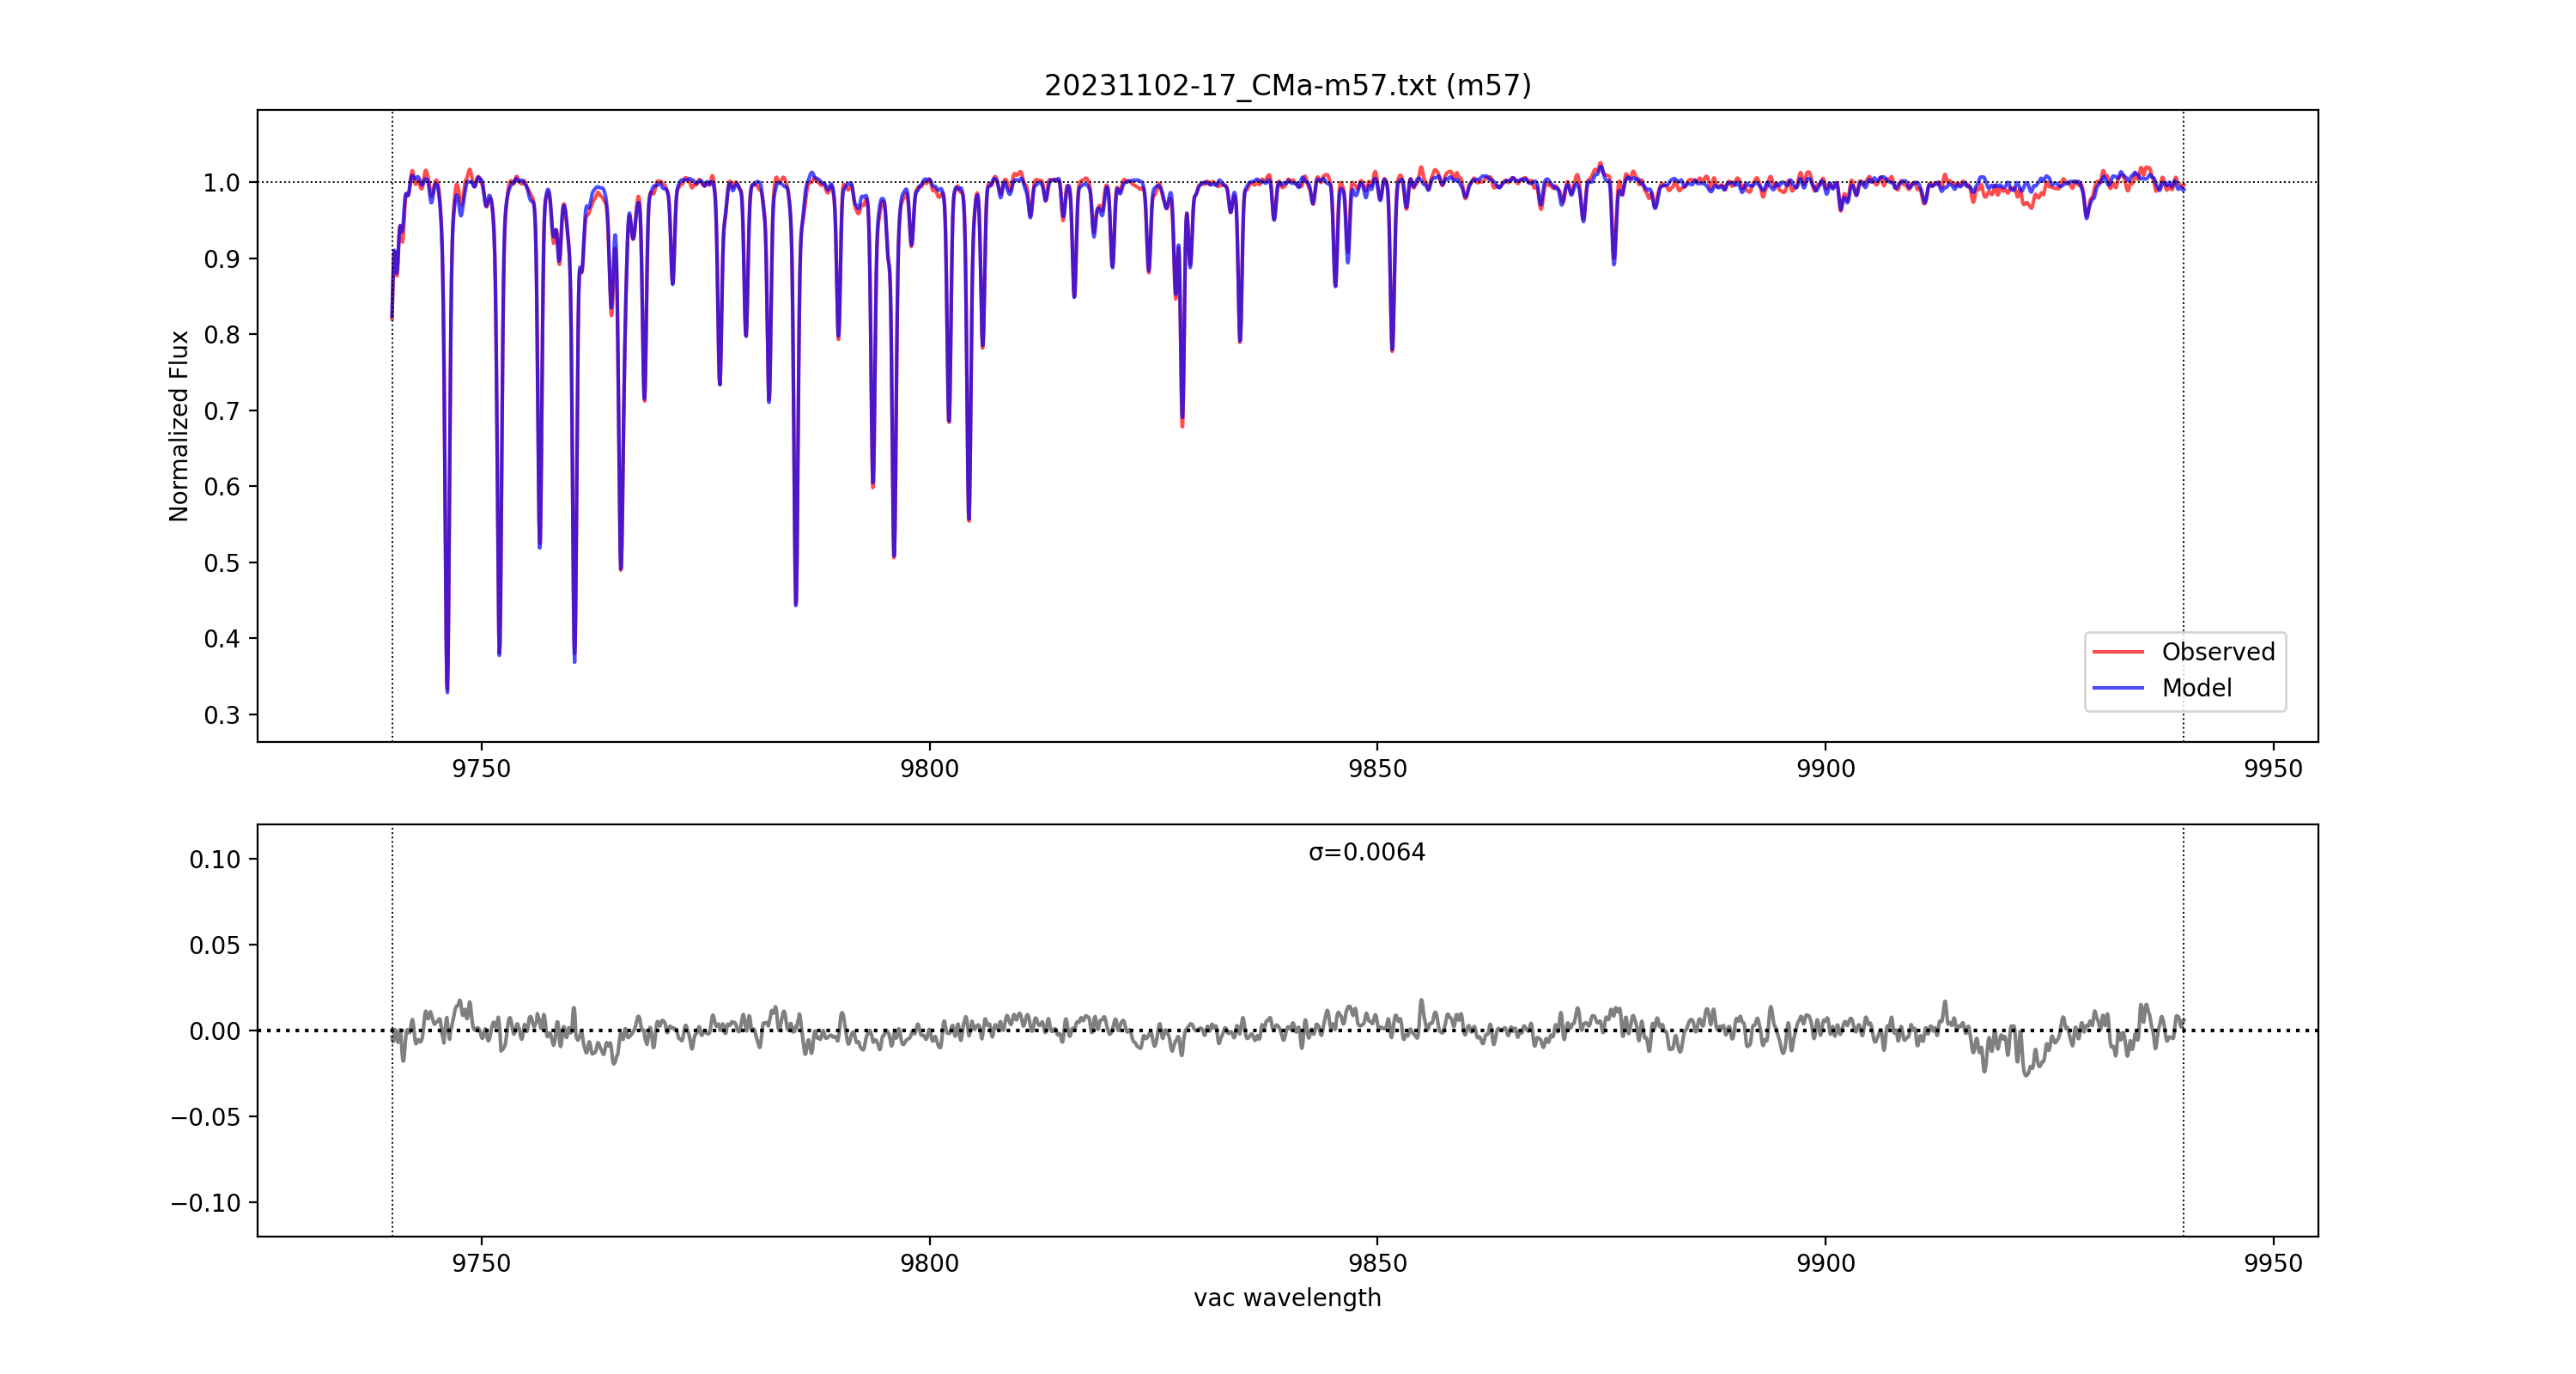 20231102-17_CMa-m57.txt (m57)
Normalized Flux
1.0
0.9
0.8
0.7
0.6
0.5
0.4
0.3
Observed
Model
9750 9800 9850 9900 9950
σ=0.0064
0.10
0.05
0.00
−0.05
−0.10
9750 9800 9850 9900 9950
vac wavelength